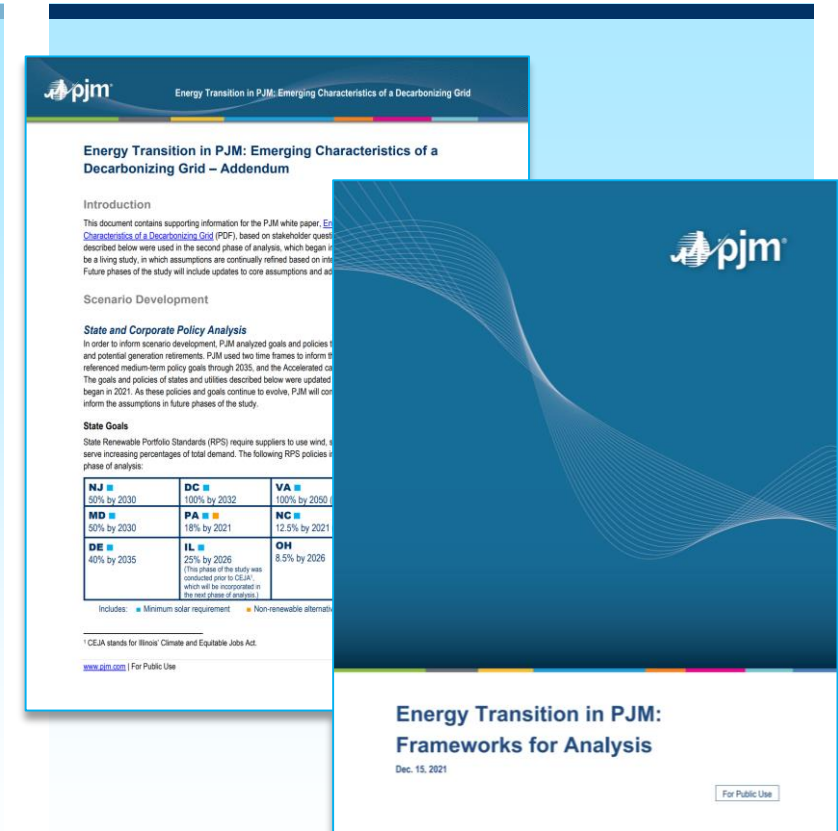 pjm
Energy Transition in PJM: Emerging Characteristics of a Decarbonizing Grid
Energy Transition in PJM: Emerging Characteristics of a
Decarbonizing Grid – Addendum
Introduction
This document contains supporting information for the PJM white paper,
Characteristics of a Decarbonizing Grid (PDF), based on stakeholder
described below were used in the second phase of analysis, which began
be a living study, in which assumptions are continually refined based on
Future phases of the study will include updates to core assumptions and
Scenario Development
State and Corporate Policy Analysis
In order to inform scenario development, PJM analyzed goals and policies
and potential generation retirements. PJM used two time frames to inform
referenced medium-term policy goals through 2035, and the Accelerated
The goals and policies of states and utilities described below were updated
began in 2021. As these policies and goals continue to evolve, PJM will
inform the assumptions in future phases of the study.
State Goals
State Renewable Portfolio Standards (RPS) require suppliers to use wind,
serve increasing percentages of total demand. The following RPS policies
phase of analysis:
NJ
50% by 2030
DC
100% by 2032
VA
100% by 2050
MD
50% by 2030
PA
18% by 2021
NC
12.5% by 2021
DE
40% by 2035
IL
25% by 2026
(This phase of the study was
conducted prior to CEJA¹,
which will be incorporated in
the next phase of analysis.)
OH
8.5% by 2026
Includes: Minimum solar requirement Non-renewable
¹ CEJA stands for Illinois' Climate and Equitable Jobs Act.
www.pjm.com | For Public Use
pjm
Energy Transition in PJM:
Frameworks for Analysis
Dec. 15, 2021
For Public Use